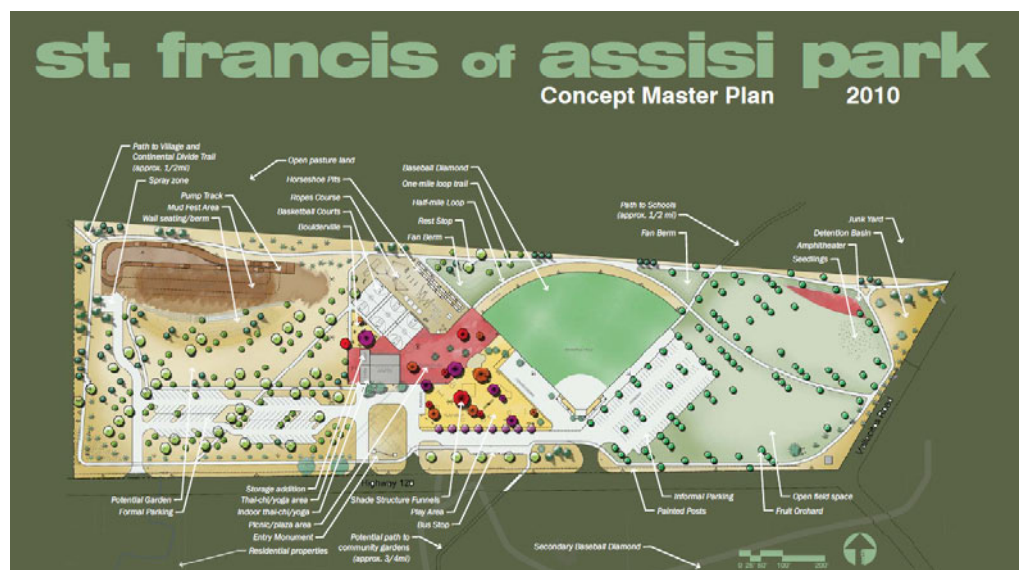 st. francis of assisi park
Concept Master Plan 2010
Path to Village and
Continental Divide Trail
(approx. 1/2mi)
Spray zone
Pump Track
Mud Fest Area
Wall seating/berm
Open pasture land
Horseshoe Pits
Ropes Course
Basketball Courts
Boulderville
Baseball Diamond
One-mile loop trail
Half-mile Loop
Rest Stop
Fan Berm
Path to Schools
(approx. 1/2 mi)
Fan Berm
Junk Yard
Detention Basin
Amphitheater
Seedlings
Highway 120
Potential Garden
Formal Parking
Storage addition
Thai-chi/yoga area
Indoor thai-chi/yoga
Picnic/plaza area
Entry Monument
Residential properties
Shade Structure Funnels
Play Area
Bus Stop
Potential path to
community gardens
(approx. 3/4mi)
Informal Parking
Painted Posts
Open field space
Fruit Orchard
Secondary Baseball Diamond
0 25' 50' 100' 200'